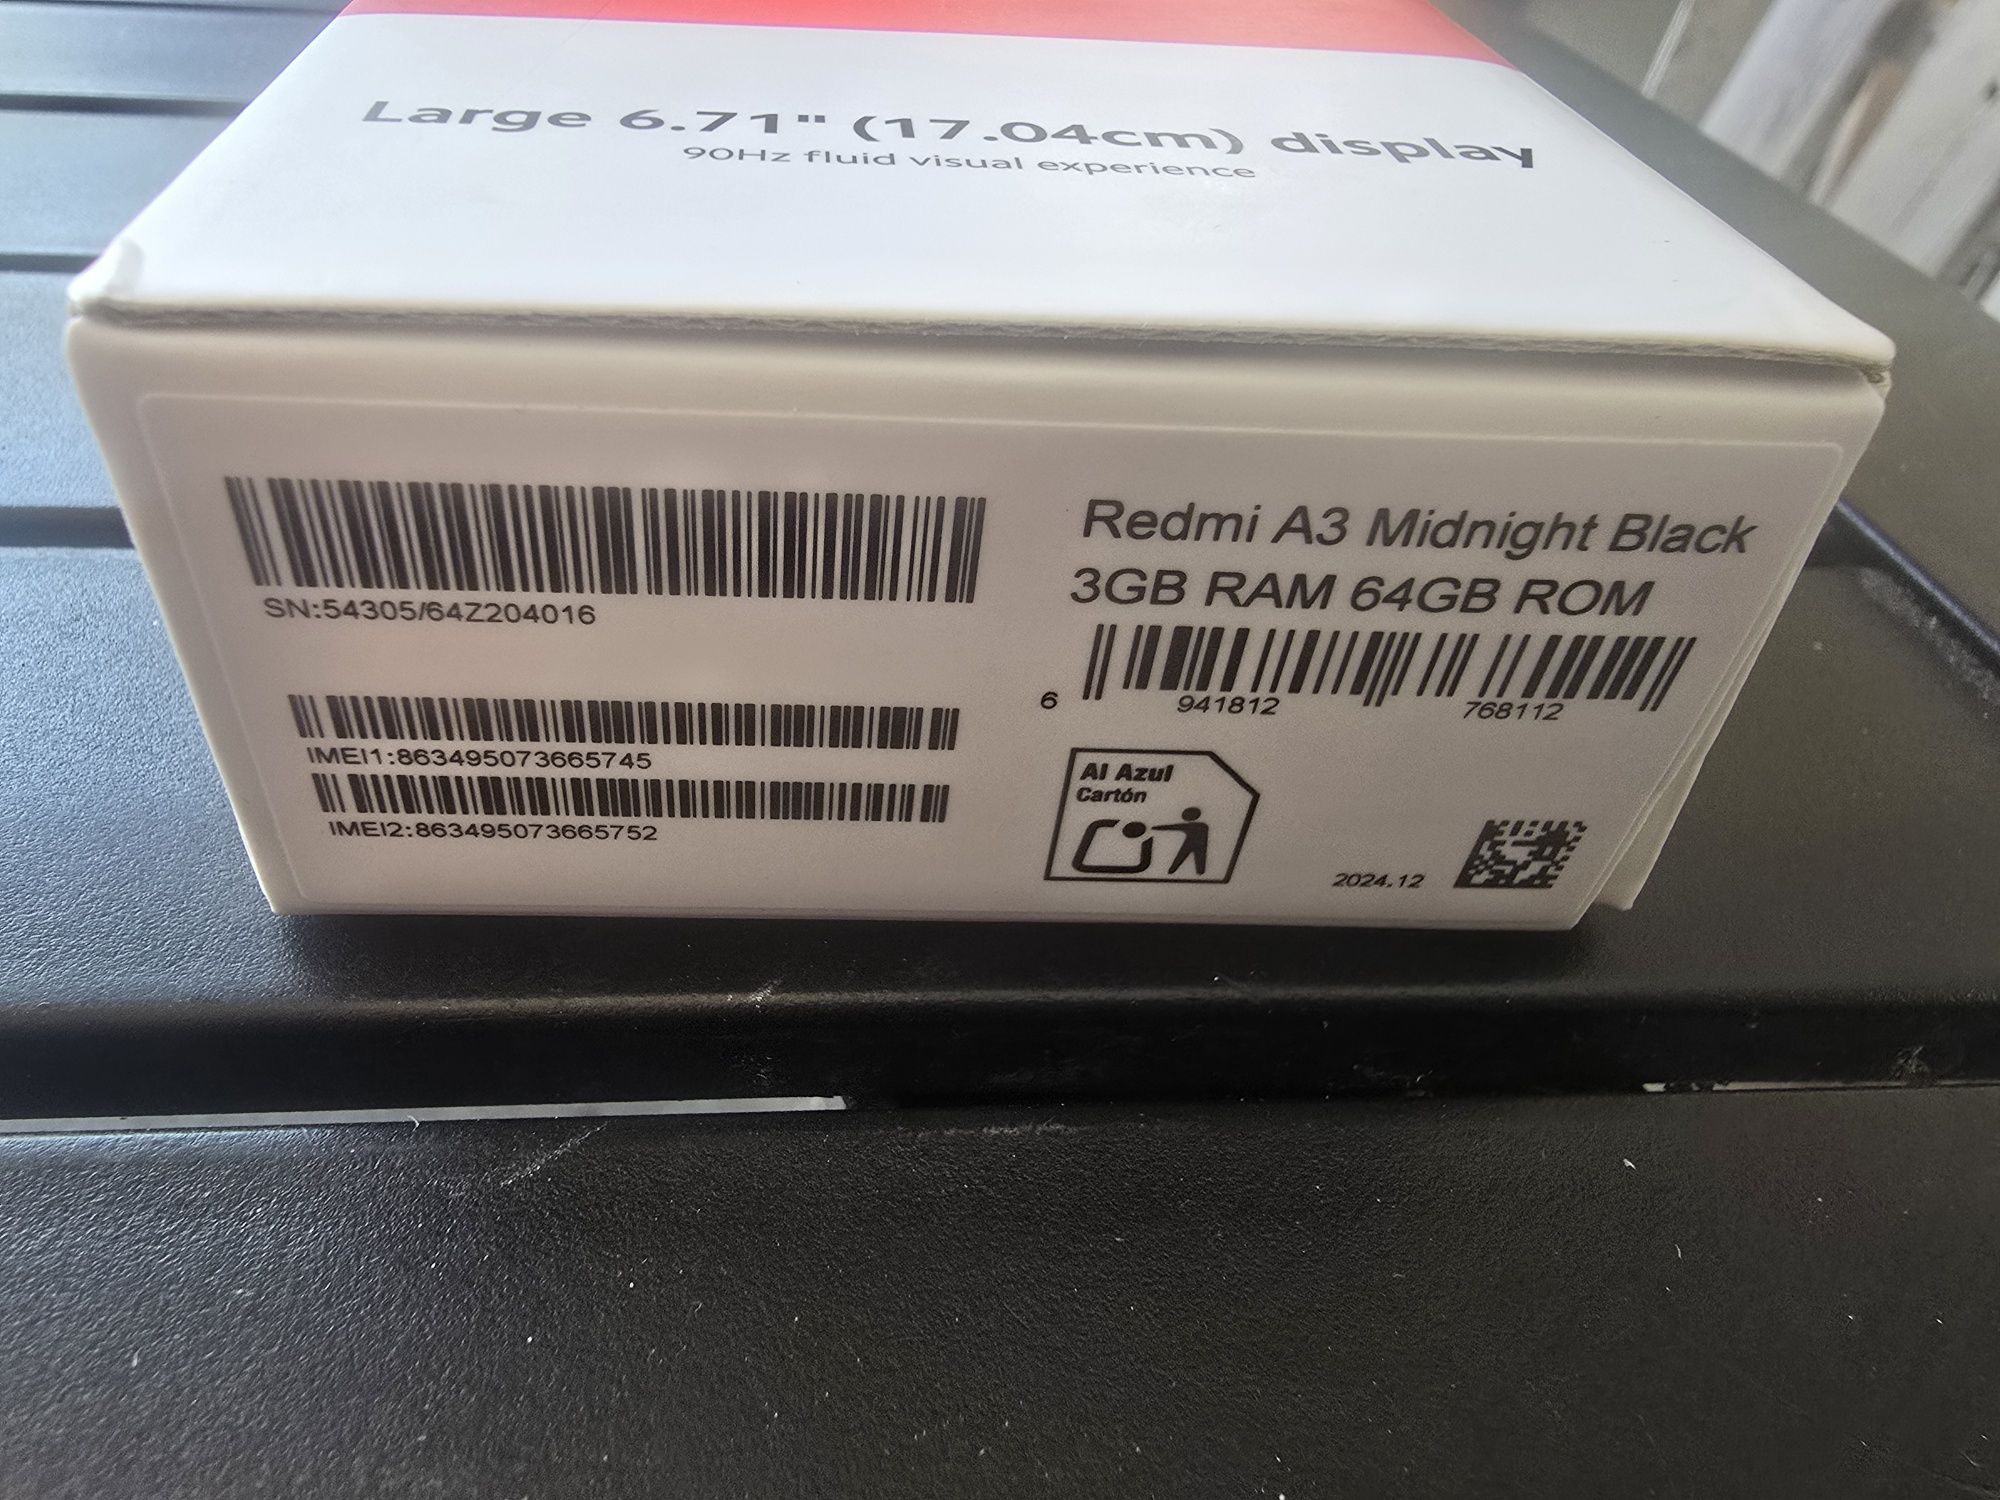 Large 6.71" (17.04cm) display
90Hz fluid visual experience
SN:54305/64Z204016
IMEI1:863495073665745
IMEI2:863495073665752
Redmi A3 Midnight Black
3GB RAM 64GB ROM
6 941812 768112
Al Azul
Cartón
2024.12